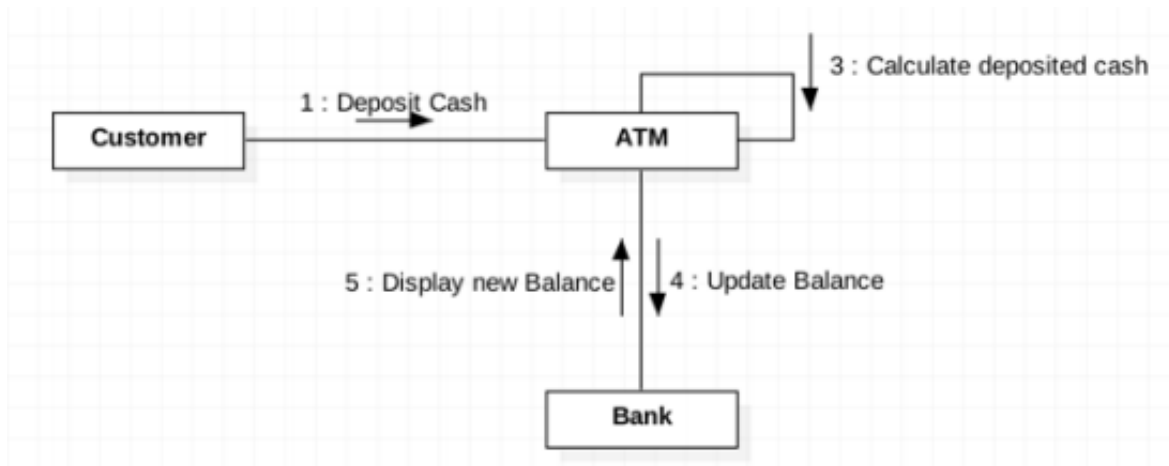 3 : Calculate deposited cash
1 : Deposit Cash
Customer
ATM
5 : Display new Balance
4 : Update Balance
Bank